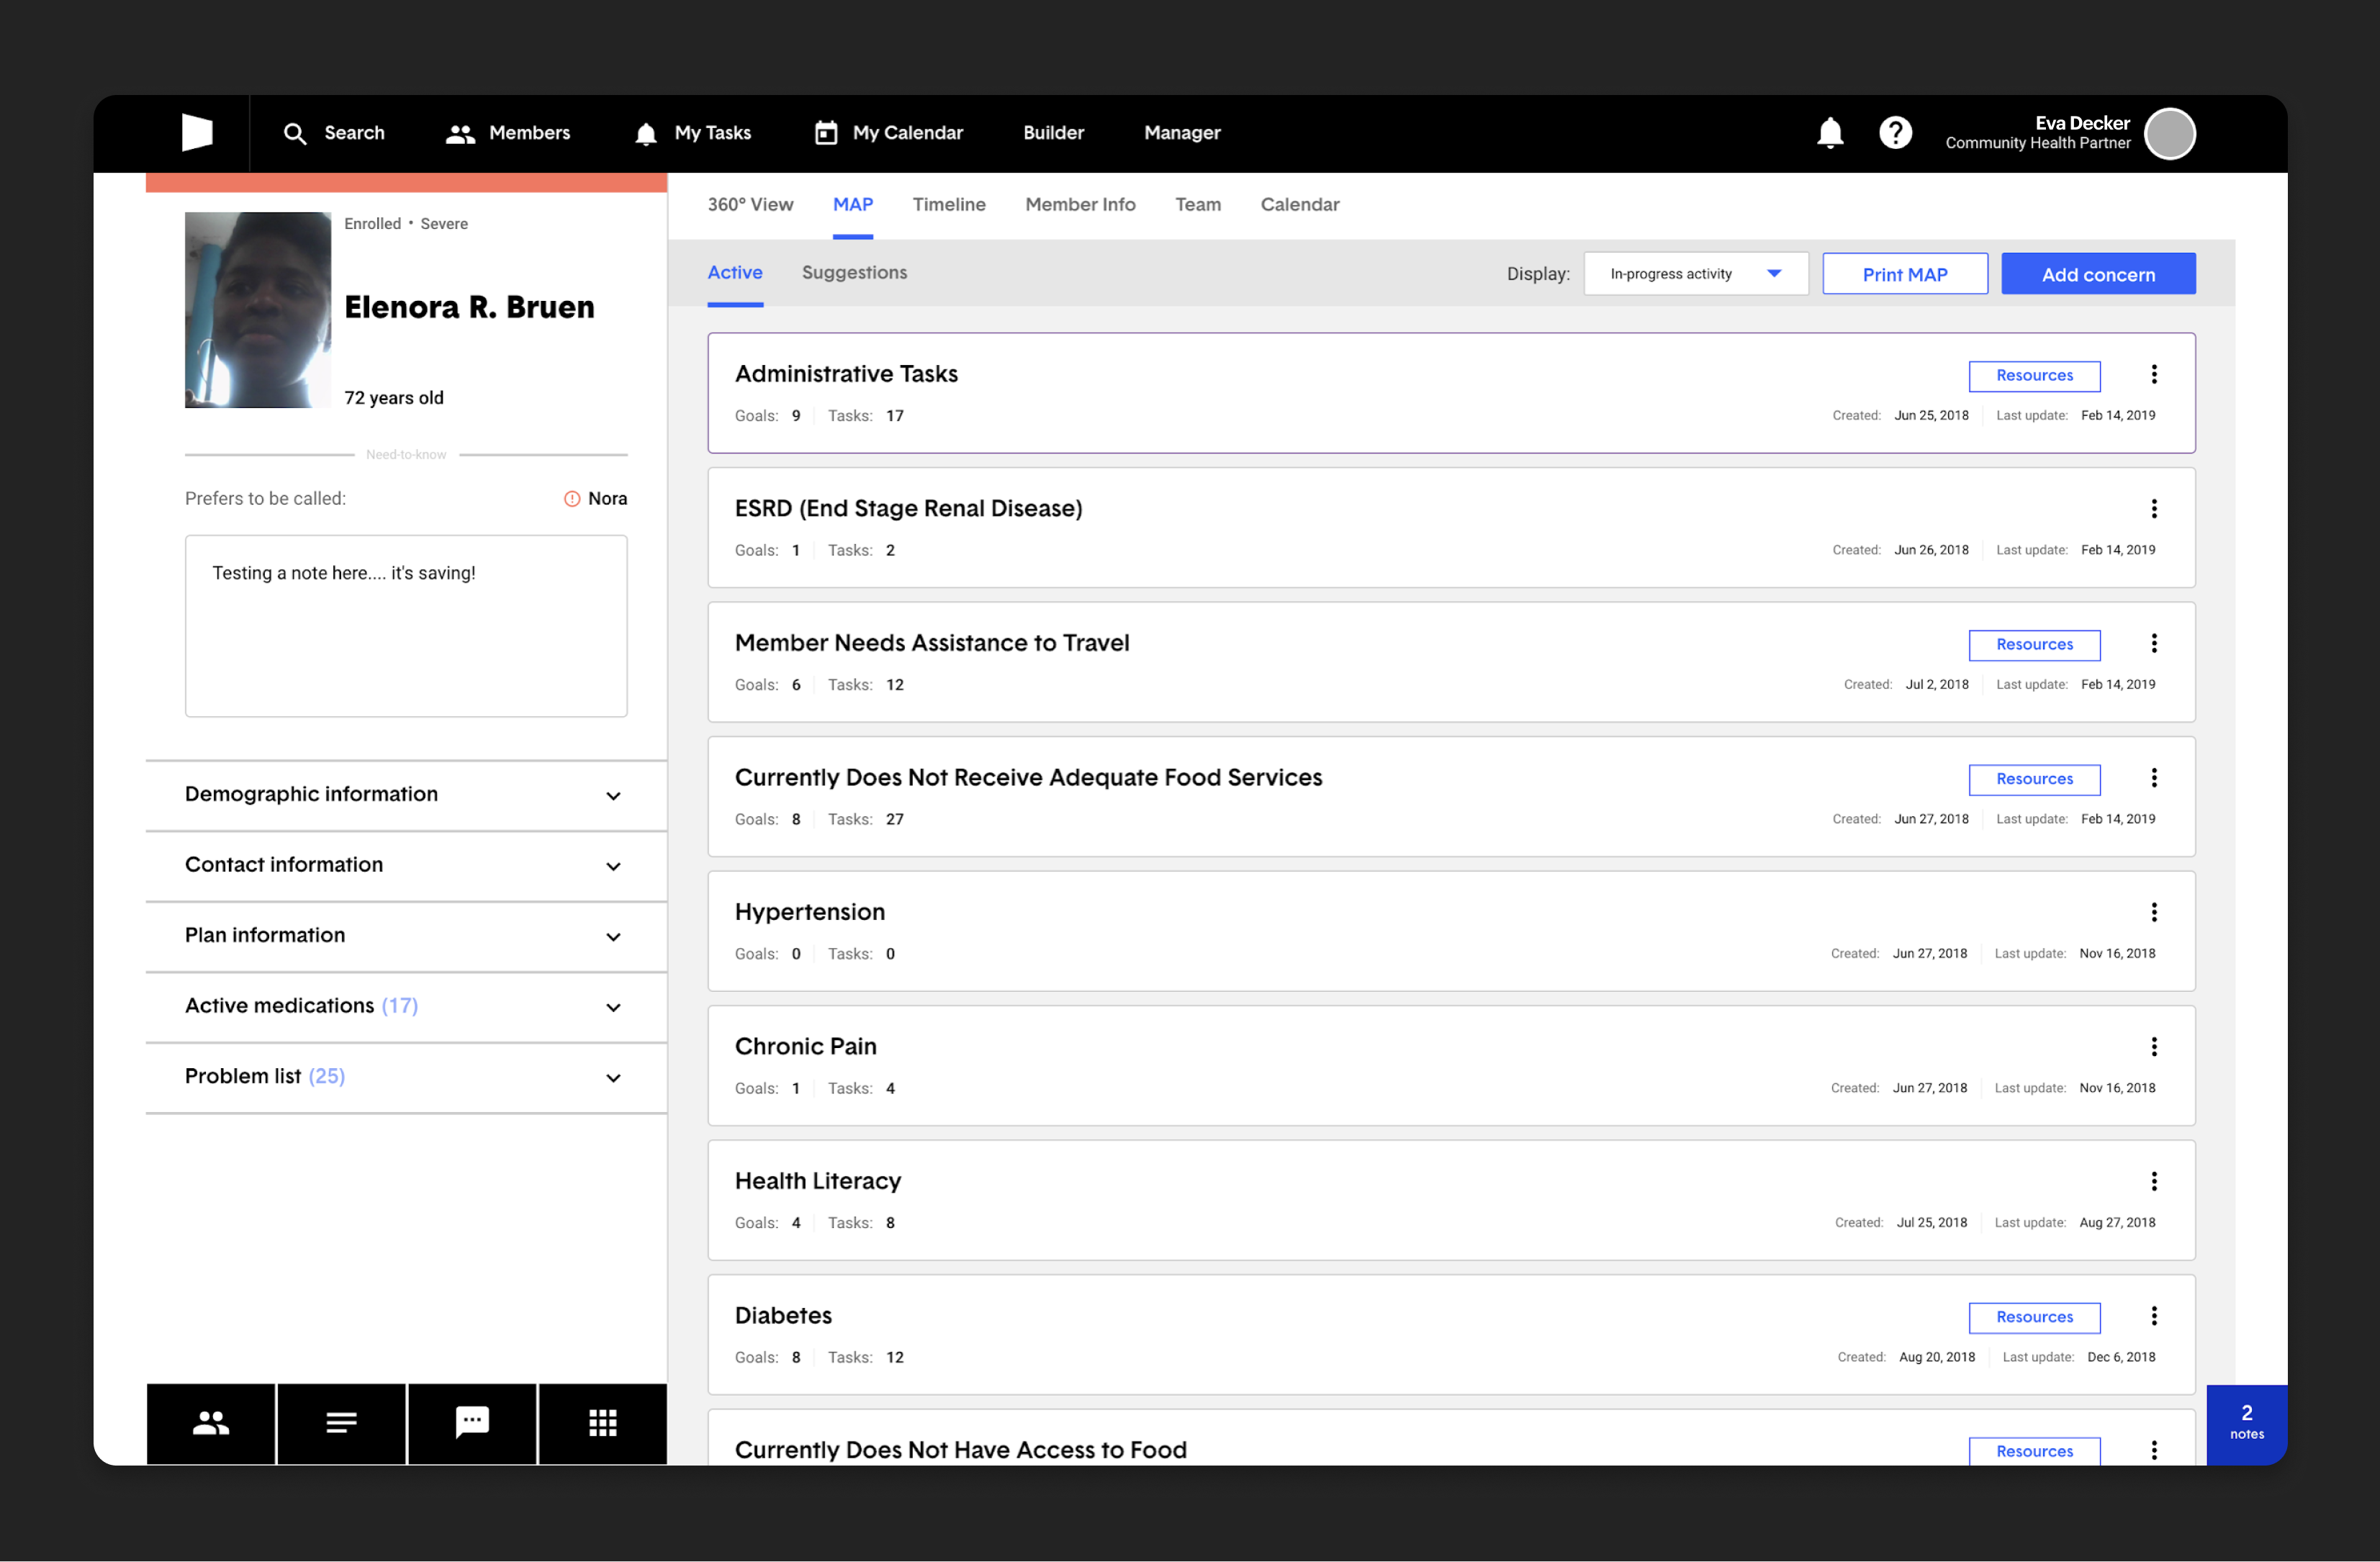 Search
Members
My Tasks
My Calendar
Builder
Manager
Eva Decker
Community Health Partner
Enrolled • Severe
Elenora R. Bruen
72 years old
Need-to-know
Prefers to be called: Nora
Testing a note here.... it's saving!
Demographic information
Contact information
Plan information
Active medications (17)
Problem list (25)
360° View
MAP
Timeline
Member Info
Team
Calendar
Active
Suggestions
Display:
In-progress activity
Print MAP
Add concern
Administrative Tasks
Resources
Goals: 9 Tasks: 17
Created: Jun 25, 2018 Last update: Feb 14, 2019
ESRD (End Stage Renal Disease)
Goals: 1 Tasks: 2
Created: Jun 26, 2018 Last update: Feb 14, 2019
Member Needs Assistance to Travel
Resources
Goals: 6 Tasks: 12
Created: Jul 2, 2018 Last update: Feb 14, 2019
Currently Does Not Receive Adequate Food Services
Resources
Goals: 8 Tasks: 27
Created: Jun 27, 2018 Last update: Feb 14, 2019
Hypertension
Goals: 0 Tasks: 0
Created: Jun 27, 2018 Last update: Nov 16, 2018
Chronic Pain
Goals: 1 Tasks: 4
Created: Jun 27, 2018 Last update: Nov 16, 2018
Health Literacy
Goals: 4 Tasks: 8
Created: Jul 25, 2018 Last update: Aug 27, 2018
Diabetes
Resources
Goals: 8 Tasks: 12
Created: Aug 20, 2018 Last update: Dec 6, 2018
Currently Does Not Have Access to Food
Resources
2
notes